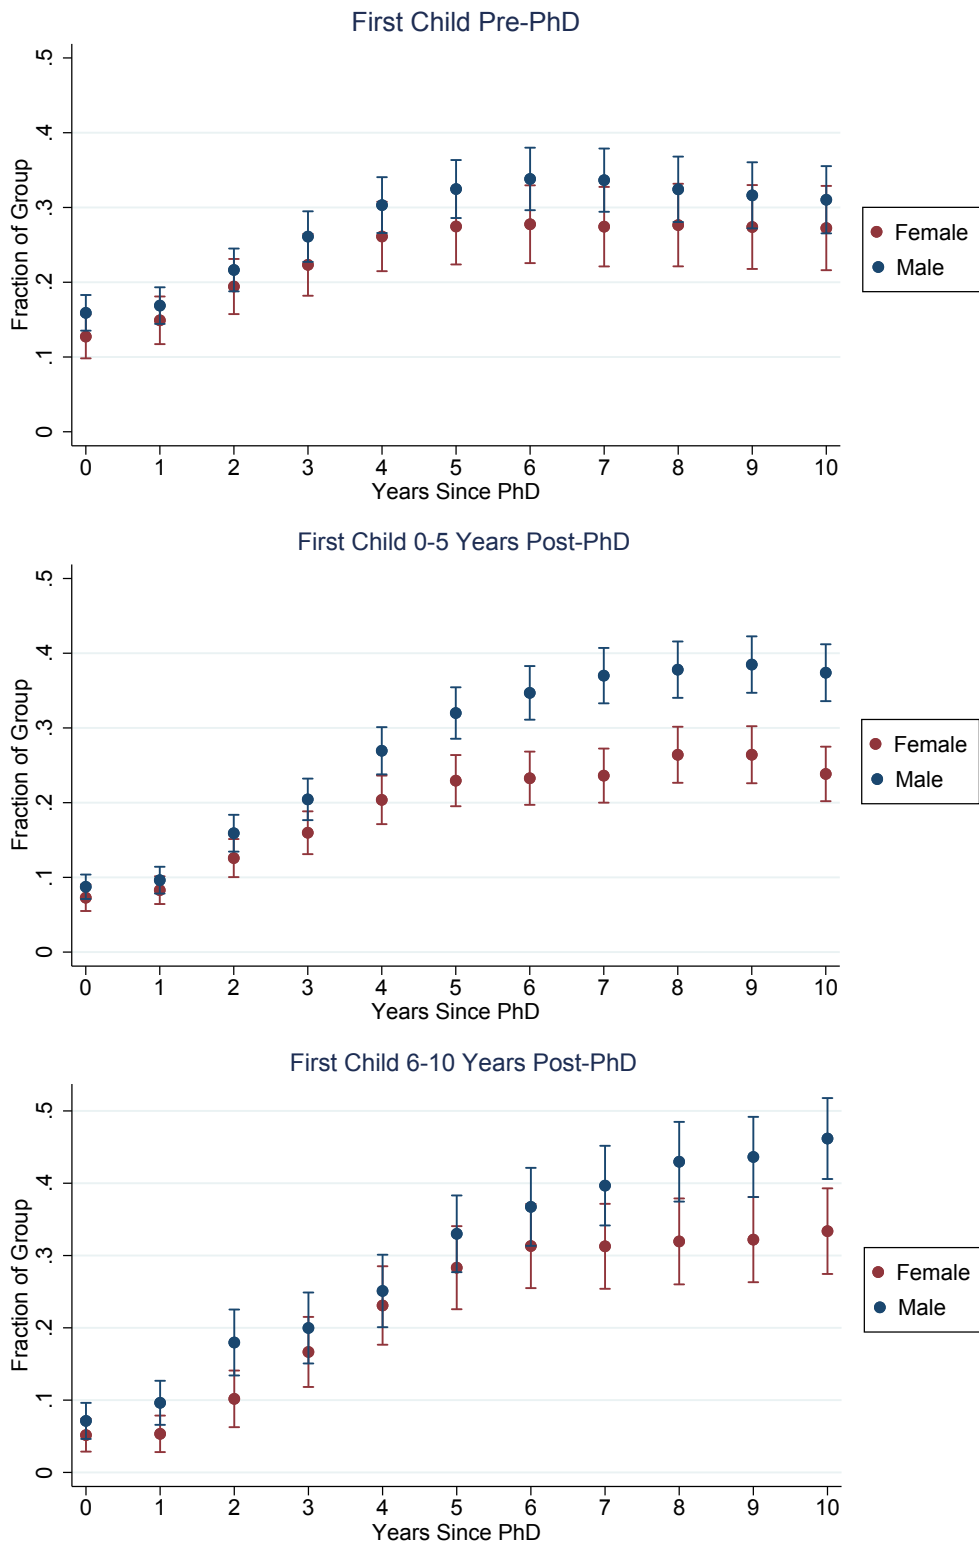 First Child Pre-PhD
Fraction of Group
.5
.4
.3
.2
.1
0
0 1 2 3 4 5 6 7 8 9 10
Years Since PhD
Female
Male
First Child 0-5 Years Post-PhD
Fraction of Group
.5
.4
.3
.2
.1
0
0 1 2 3 4 5 6 7 8 9 10
Years Since PhD
Female
Male
First Child 6-10 Years Post-PhD
Fraction of Group
.5
.4
.3
.2
.1
0
0 1 2 3 4 5 6 7 8 9 10
Years Since PhD
Female
Male